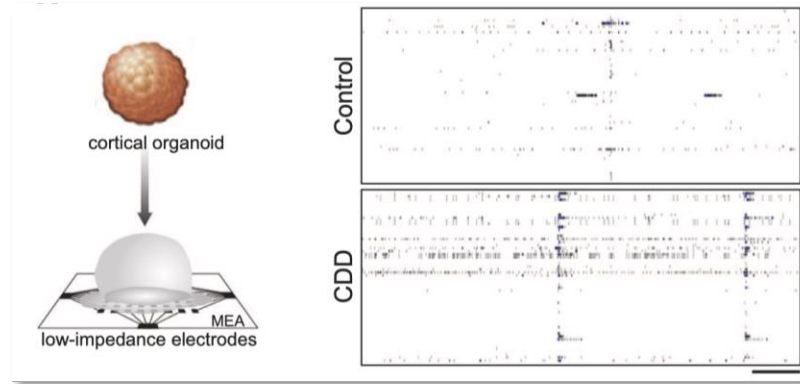 cortical organoid
MEA
low-impedance electrodes
Control
CDD